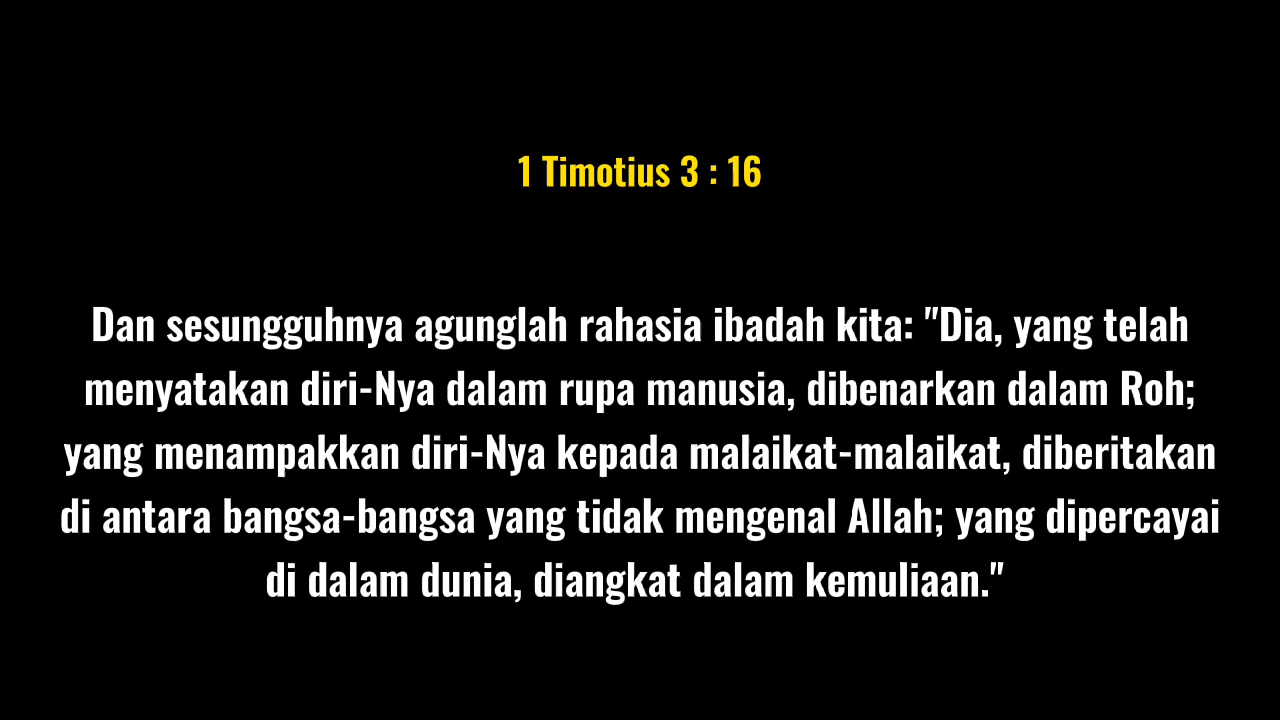 1 Timotius 3 : 16
Dan sesungguhnya agunglah rahasia ibadah kita: "Dia, yang telah
menyatakan diri-Nya dalam rupa manusia, dibenarkan dalam Roh;
yang menampakkan diri-Nya kepada malaikat-malaikat, diberitakan
di antara bangsa-bangsa yang tidak mengenal Allah; yang dipercayai
di dalam dunia, diangkat dalam kemuliaan."